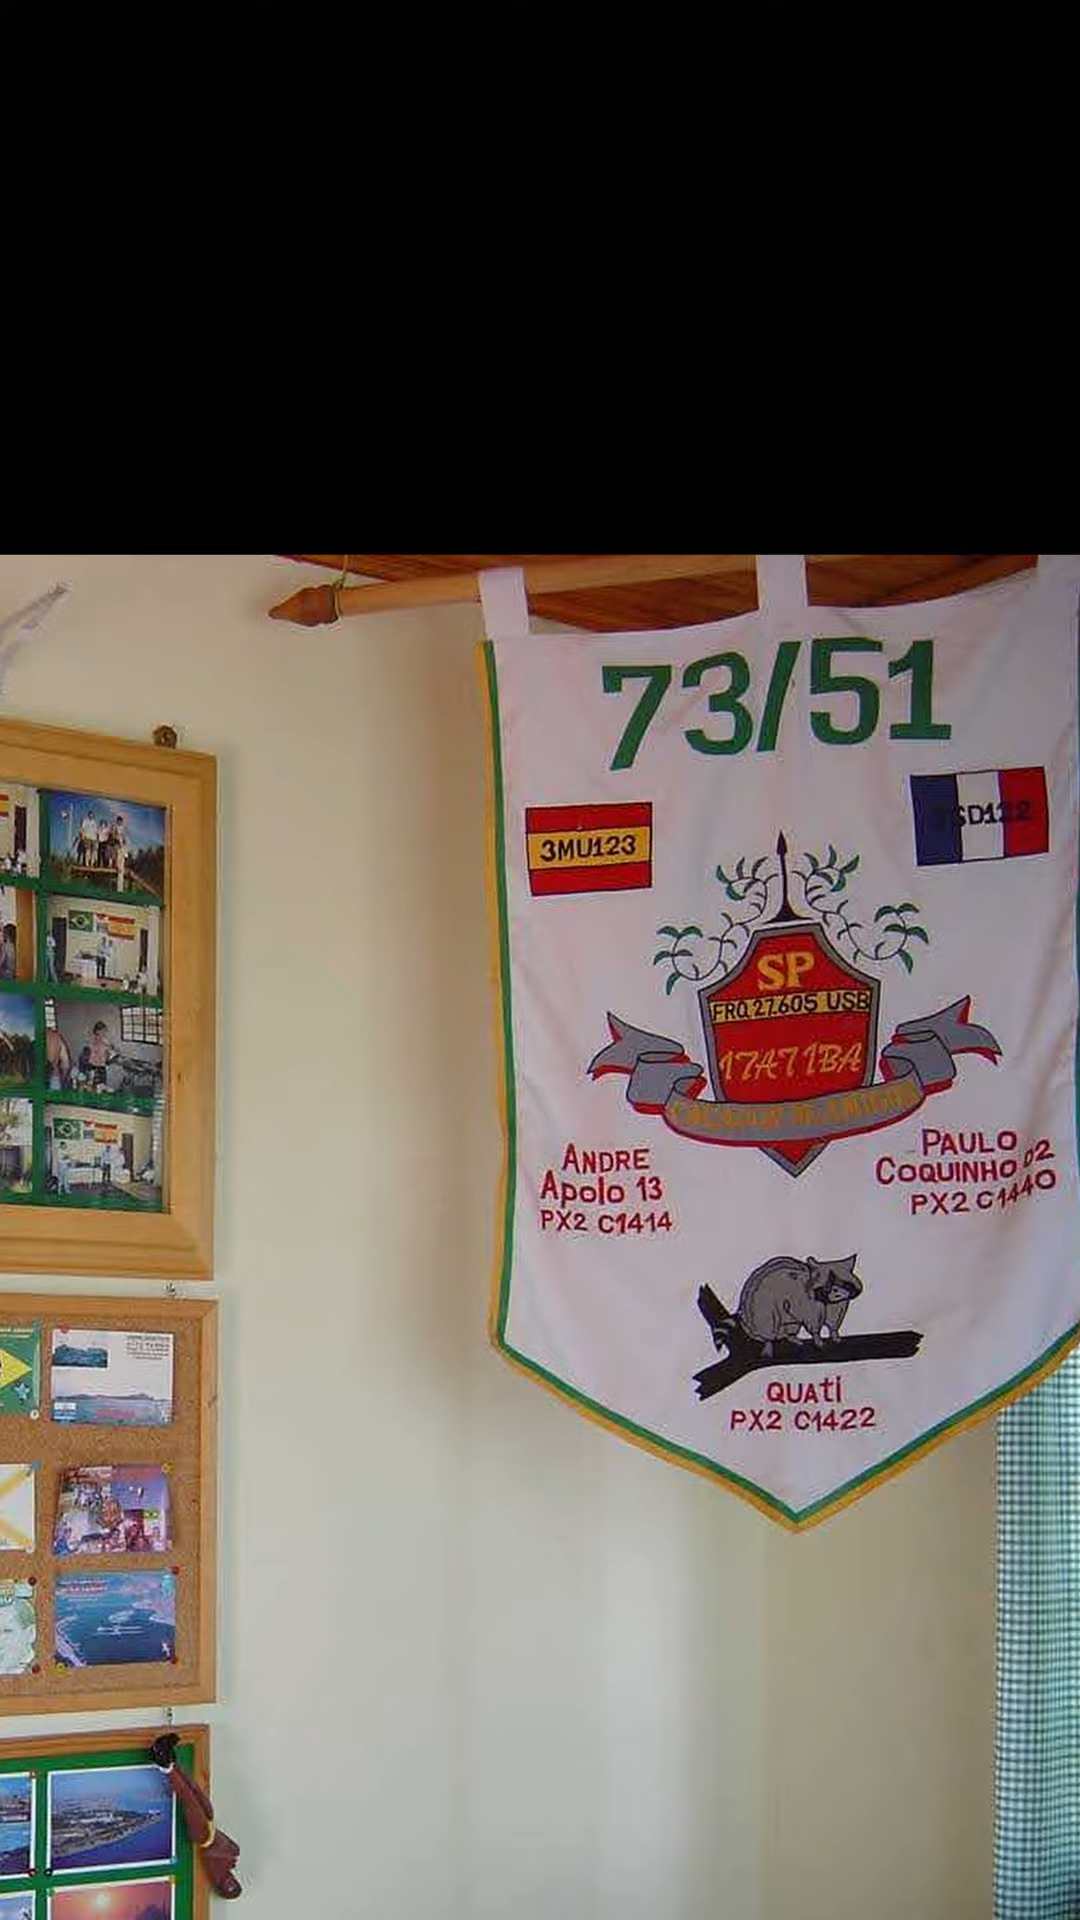 73/51
3MU123
SP
FRQ 27.605 USB
ITATIBA
ANDRE
Apolo 13
PX2 C1414
PAULO
COQUINHO 02
PX2 C1440
QUATi
PX2 C1422